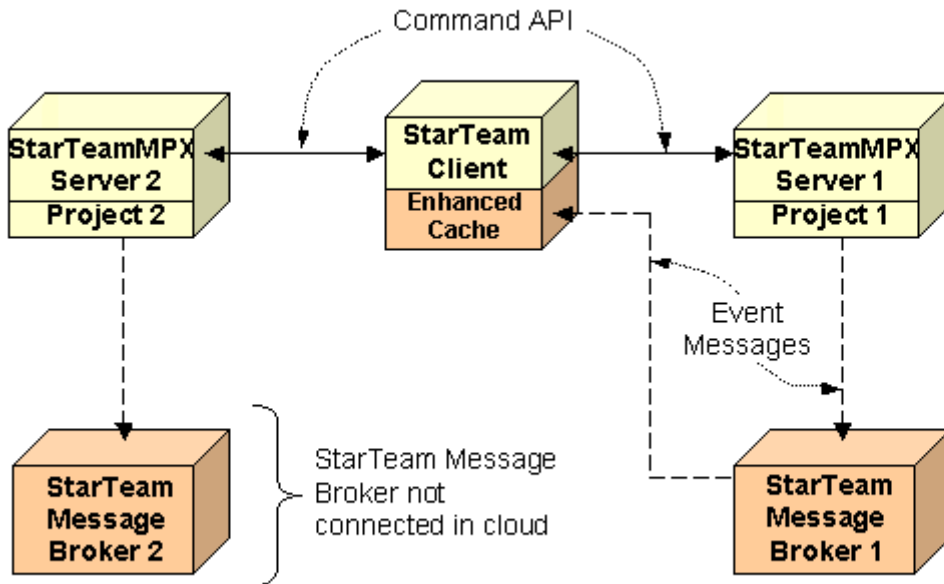 Command API
StarTeamMPX
Server 2
Project 2
StarTeam
Client
Enhanced
Cache
StarTeamMPX
Server 1
Project 1
Event
Messages
StarTeam
Message
Broker 2
StarTeam Message
Broker not
connected in cloud
StarTeam
Message
Broker 1